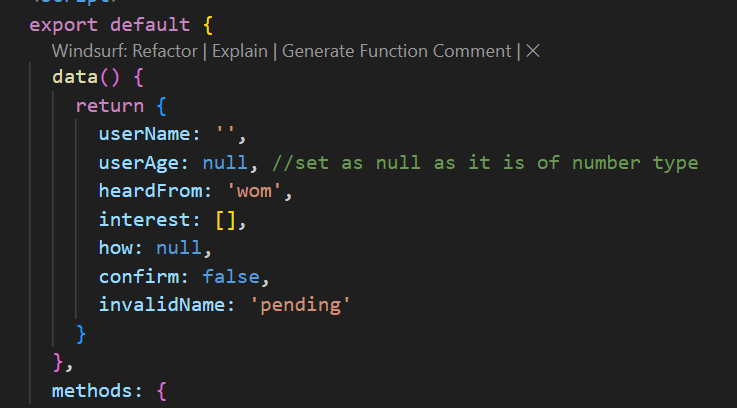 <script>
export default {
Windsurf: Refactor | Explain | Generate Function Comment | ✕
data() {
return {
userName: '',
userAge: null, //set as null as it is of number type
heardFrom: 'wom',
interest: [],
how: null,
confirm: false,
invalidName: 'pending'
}
},
methods: {